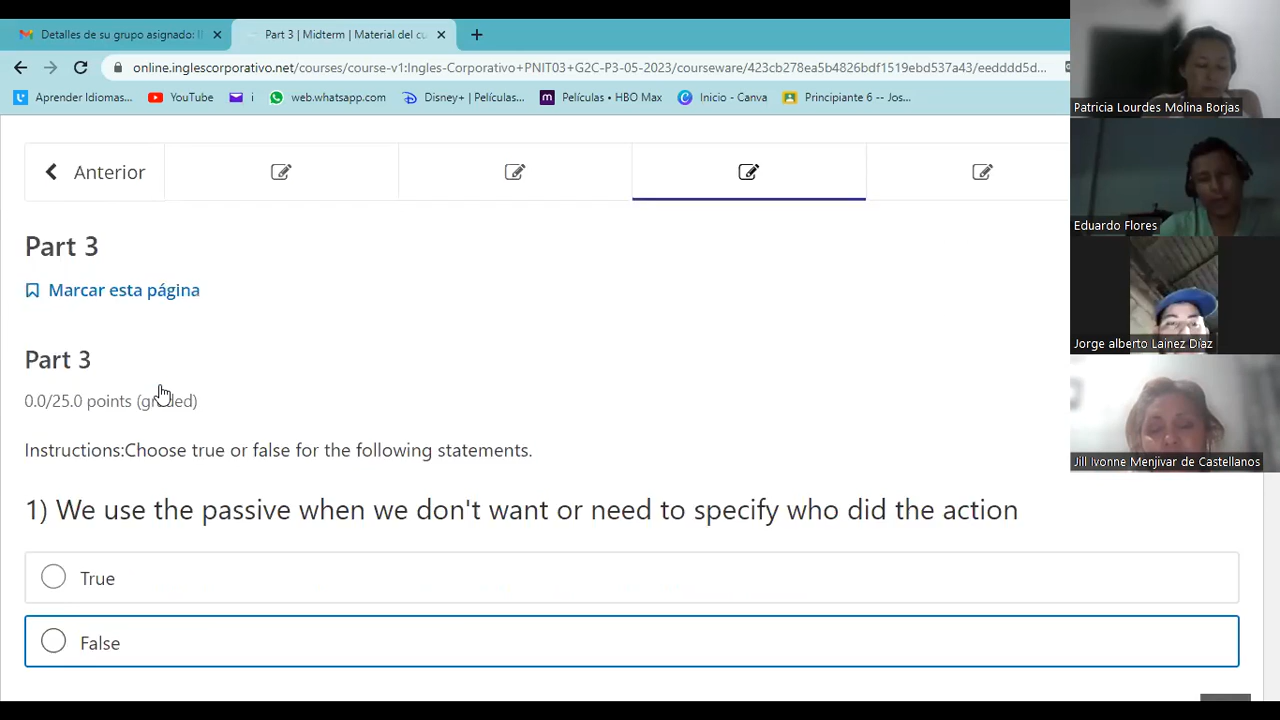 Detalles de su grupo asignado: I
Part 3 | Midterm | Material del cu
online.inglescorporativo.net/courses/course-v1:Ingles-Corporativo+PNIT03+G2C-P3-05-2023/courseware/423cb278ea5b4826bdf1519ebd537a43/eedddd5d...
Aprender Idiomas...
YouTube
i
web.whatsapp.com
Disney+ | Películas...
Películas • HBO Max
Inicio - Canva
Principiante 6 -- Jos...
Anterior
Part 3
Marcar esta página
Part 3
0.0/25.0 points (graded)
Instructions:Choose true or false for the following statements.
1) We use the passive when we don't want or need to specify who did the action
True
False
Patricia Lourdes Molina Borjas
Eduardo Flores
Jorge alberto Lainez Díaz
Jill Ivonne Menjivar de Castellanos